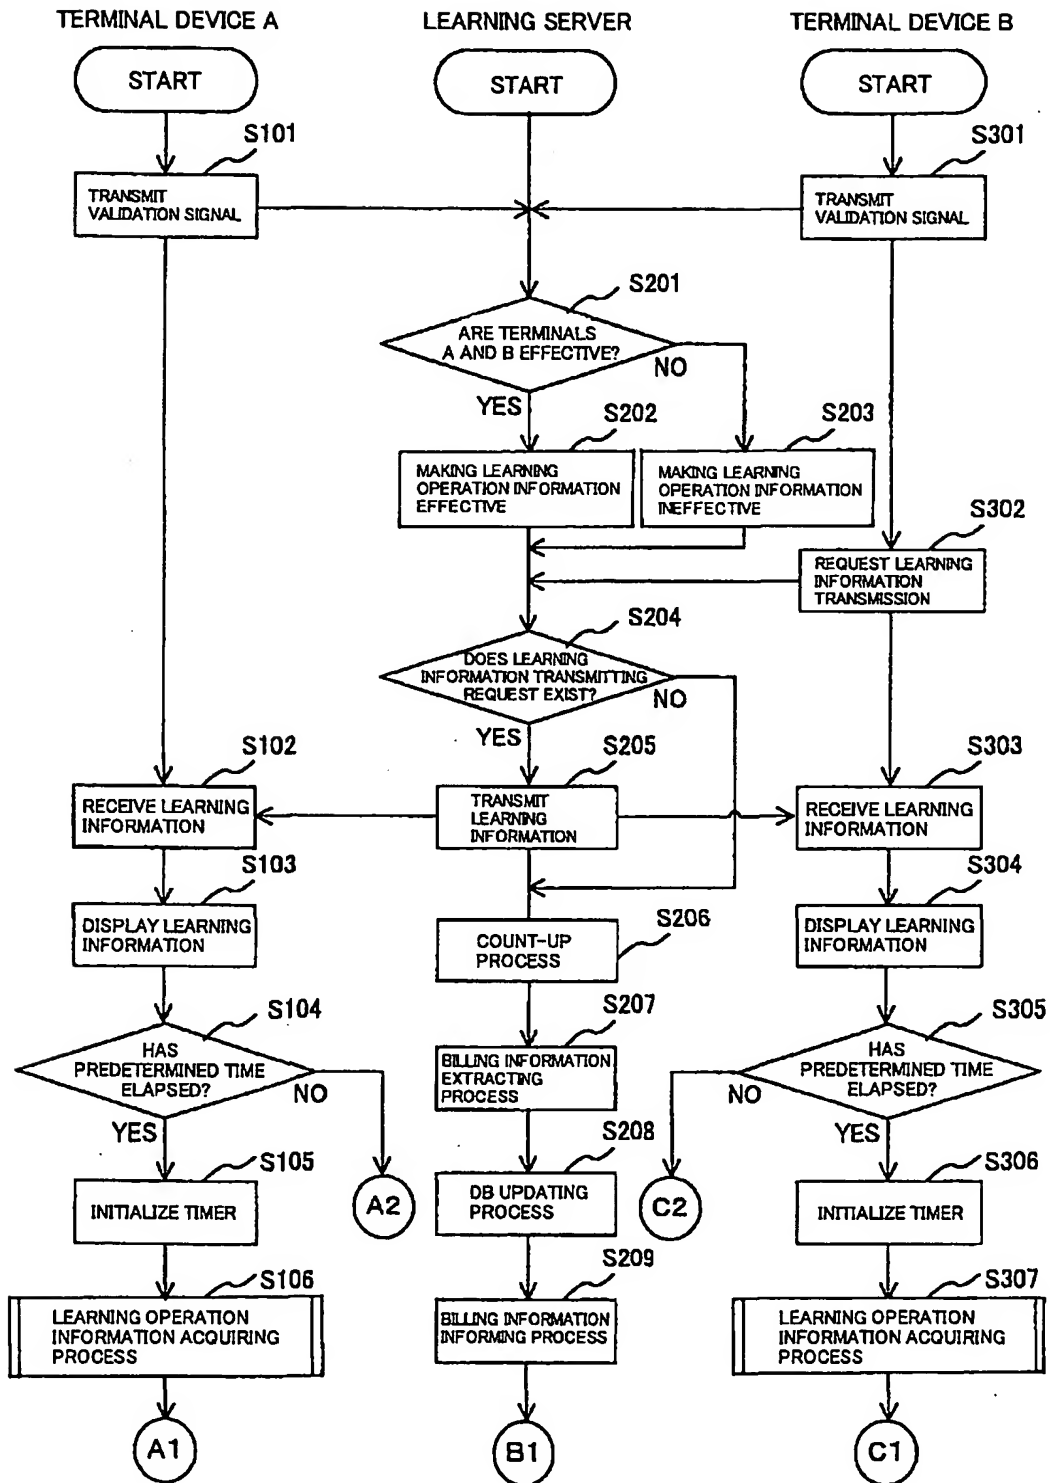 TERMINAL DEVICE A
LEARNING SERVER
TERMINAL DEVICE B
START
START
START
S101
S301
TRANSMIT
VALIDATION SIGNAL
TRANSMIT
VALIDATION SIGNAL
S201
ARE TERMINALS
A AND B EFFECTIVE?
NO
YES
S202
S203
MAKING LEARNING
OPERATION INFORMATION
EFFECTIVE
MAKING LEARNING
OPERATION INFORMATION
INEFFECTIVE
S302
REQUEST LEARNING
INFORMATION
TRANSMISSION
S204
DOES LEARNING
INFORMATION TRANSMITTING
REQUEST EXIST?
NO
YES
S102
S205
S303
RECEIVE LEARNING
INFORMATION
TRANSMIT
LEARNING
INFORMATION
RECEIVE LEARNING
INFORMATION
S103
S304
DISPLAY LEARNING
INFORMATION
S206
COUNT-UP
PROCESS
DISPLAY LEARNING
INFORMATION
S104
S207
S305
HAS
PREDETERMINED TIME
ELAPSED?
NO
YES
BILLING INFORMATION
EXTRACTING
PROCESS
HAS
PREDETERMINED TIME
ELAPSED?
NO
YES
S105
S208
S306
INITIALIZE TIMER
A2
DB UPDATING
PROCESS
C2
INITIALIZE TIMER
S106
S209
S307
LEARNING OPERATION
INFORMATION ACQUIRING
PROCESS
BILLING INFORMATION
INFORMING PROCESS
LEARNING OPERATION
INFORMATION ACQUIRING
PROCESS
A1
B1
C1